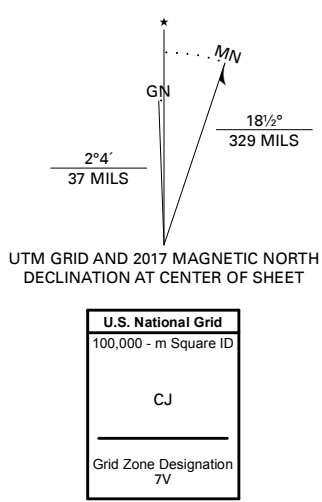 ★
MN
GN
18½°
329 MILS
2°4´
37 MILS
UTM GRID AND 2017 MAGNETIC NORTH
DECLINATION AT CENTER OF SHEET
U.S. National Grid
100,000 - m Square ID
CJ
Grid Zone Designation
7V